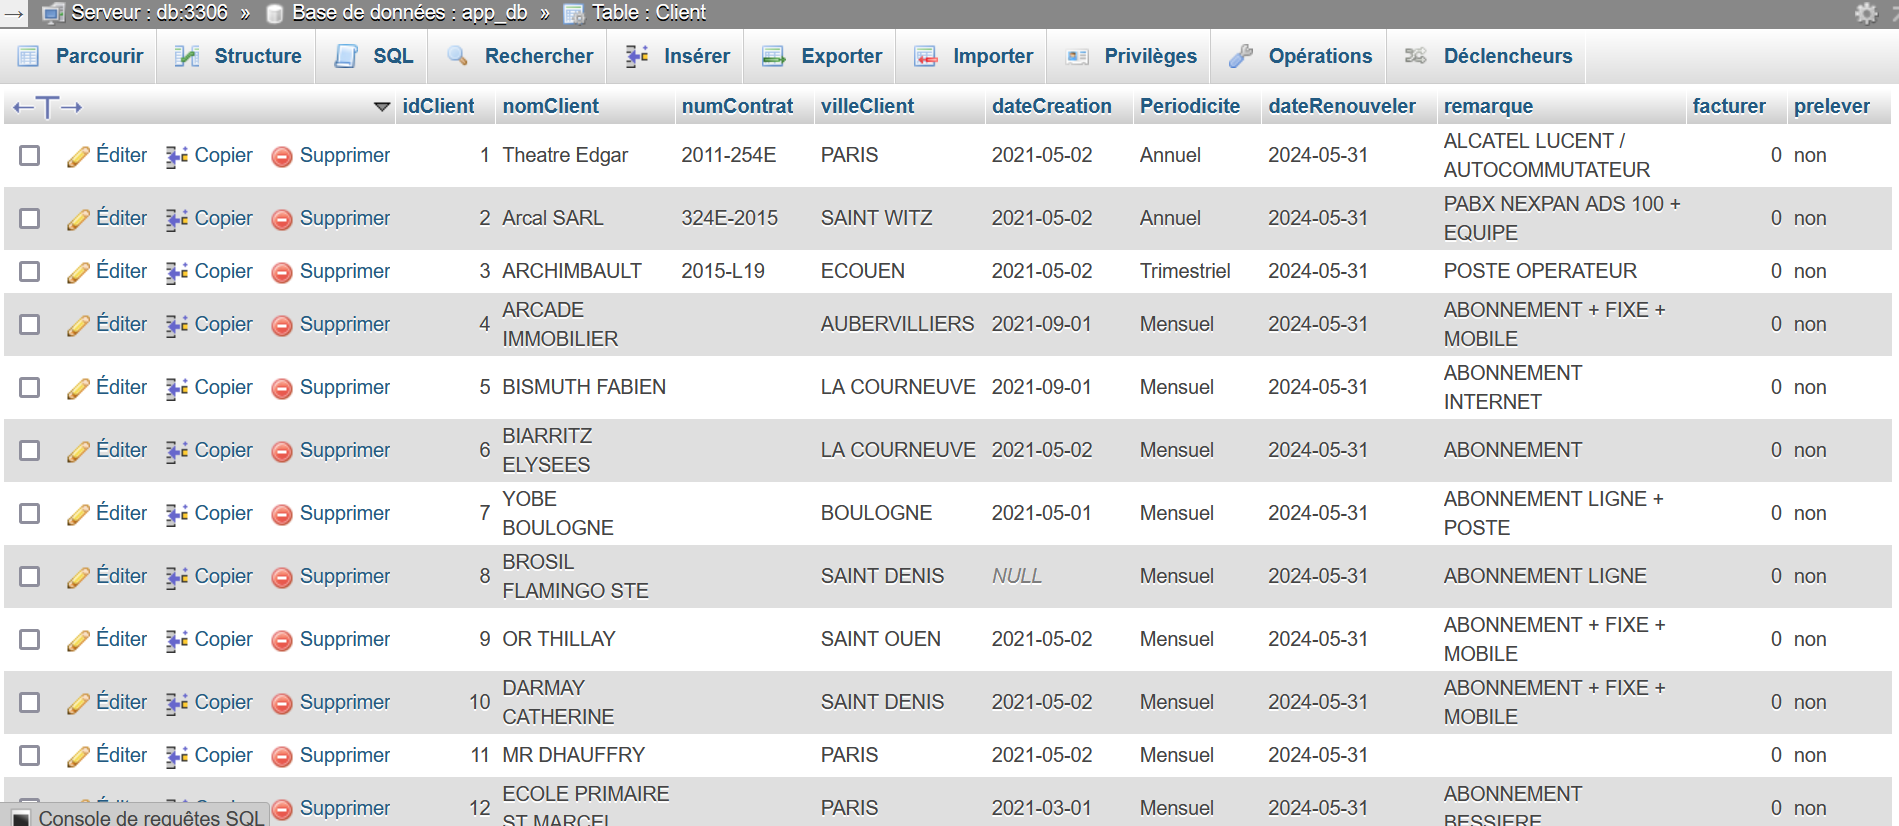 → Serveur : db:3306 » Base de données : app_db » Table : Client
Parcourir Structure SQL Rechercher Insérer Exporter Importer Privilèges Opérations Déclencheurs
←T→ idClient nomClient numContrat villeClient dateCreation Periodicite dateRenouveler remarque facturer prelever
Éditer Copier Supprimer 1 Theatre Edgar 2011-254E PARIS 2021-05-02 Annuel 2024-05-31 ALCATEL LUCENT /
AUTOCOMMUTATEUR 0 non
Éditer Copier Supprimer 2 Arcal SARL 324E-2015 SAINT WITZ 2021-05-02 Annuel 2024-05-31 PABX NEXPAN ADS 100 +
EQUIPE 0 non
Éditer Copier Supprimer 3 ARCHIMBAULT 2015-L19 ECOUEN 2021-05-02 Trimestriel 2024-05-31 POSTE OPERATEUR 0 non
Éditer Copier Supprimer 4 ARCADE
IMMOBILIER AUBERVILLIERS 2021-09-01 Mensuel 2024-05-31 ABONNEMENT + FIXE +
MOBILE 0 non
Éditer Copier Supprimer 5 BISMUTH FABIEN LA COURNEUVE 2021-09-01 Mensuel 2024-05-31 ABONNEMENT
INTERNET 0 non
Éditer Copier Supprimer 6 BIARRITZ
ELYSEES LA COURNEUVE 2021-05-02 Mensuel 2024-05-31 ABONNEMENT 0 non
Éditer Copier Supprimer 7 YOBE
BOULOGNE BOULOGNE 2021-05-01 Mensuel 2024-05-31 ABONNEMENT LIGNE +
POSTE 0 non
Éditer Copier Supprimer 8 BROSIL
FLAMINGO STE SAINT DENIS NULL Mensuel 2024-05-31 ABONNEMENT LIGNE 0 non
Éditer Copier Supprimer 9 OR THILLAY SAINT OUEN 2021-05-02 Mensuel 2024-05-31 ABONNEMENT + FIXE +
MOBILE 0 non
Éditer Copier Supprimer 10 DARMAY
CATHERINE SAINT DENIS 2021-05-02 Mensuel 2024-05-31 ABONNEMENT + FIXE +
MOBILE 0 non
Éditer Copier Supprimer 11 MR DHAUFFRY PARIS 2021-05-02 Mensuel 2024-05-31 0 non
Supprimer 12 ECOLE PRIMAIRE
ST MARCEL PARIS 2021-03-01 Mensuel 2024-05-31 ABONNEMENT
BESSIERE 0 non
Console de requêtes SQL